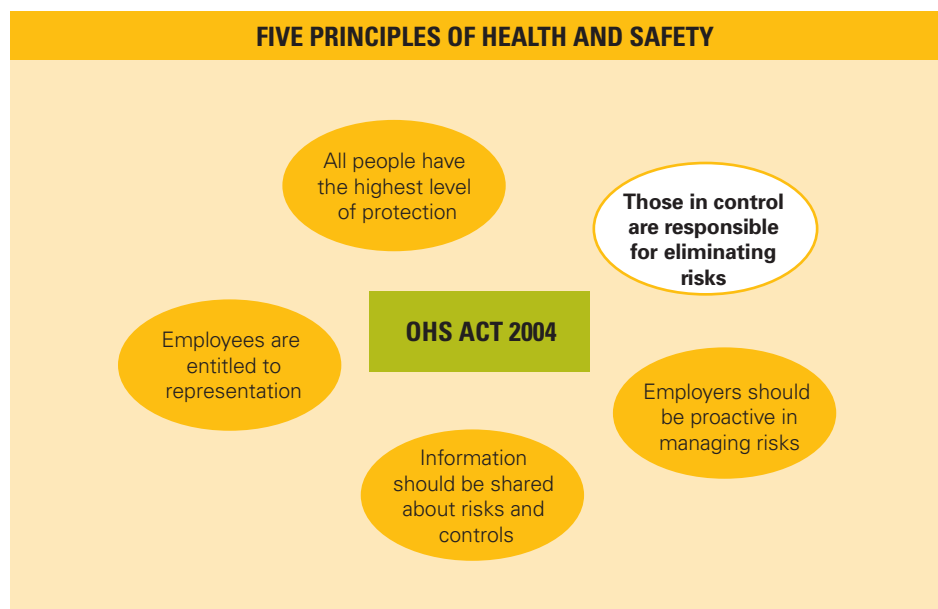 FIVE PRINCIPLES OF HEALTH AND SAFETY
All people have
the highest level
of protection
Those in control
are responsible
for eliminating
risks
OHS ACT 2004
Employees are
entitled to
representation
Employers should
be proactive in
managing risks
Information
should be shared
about risks and
controls